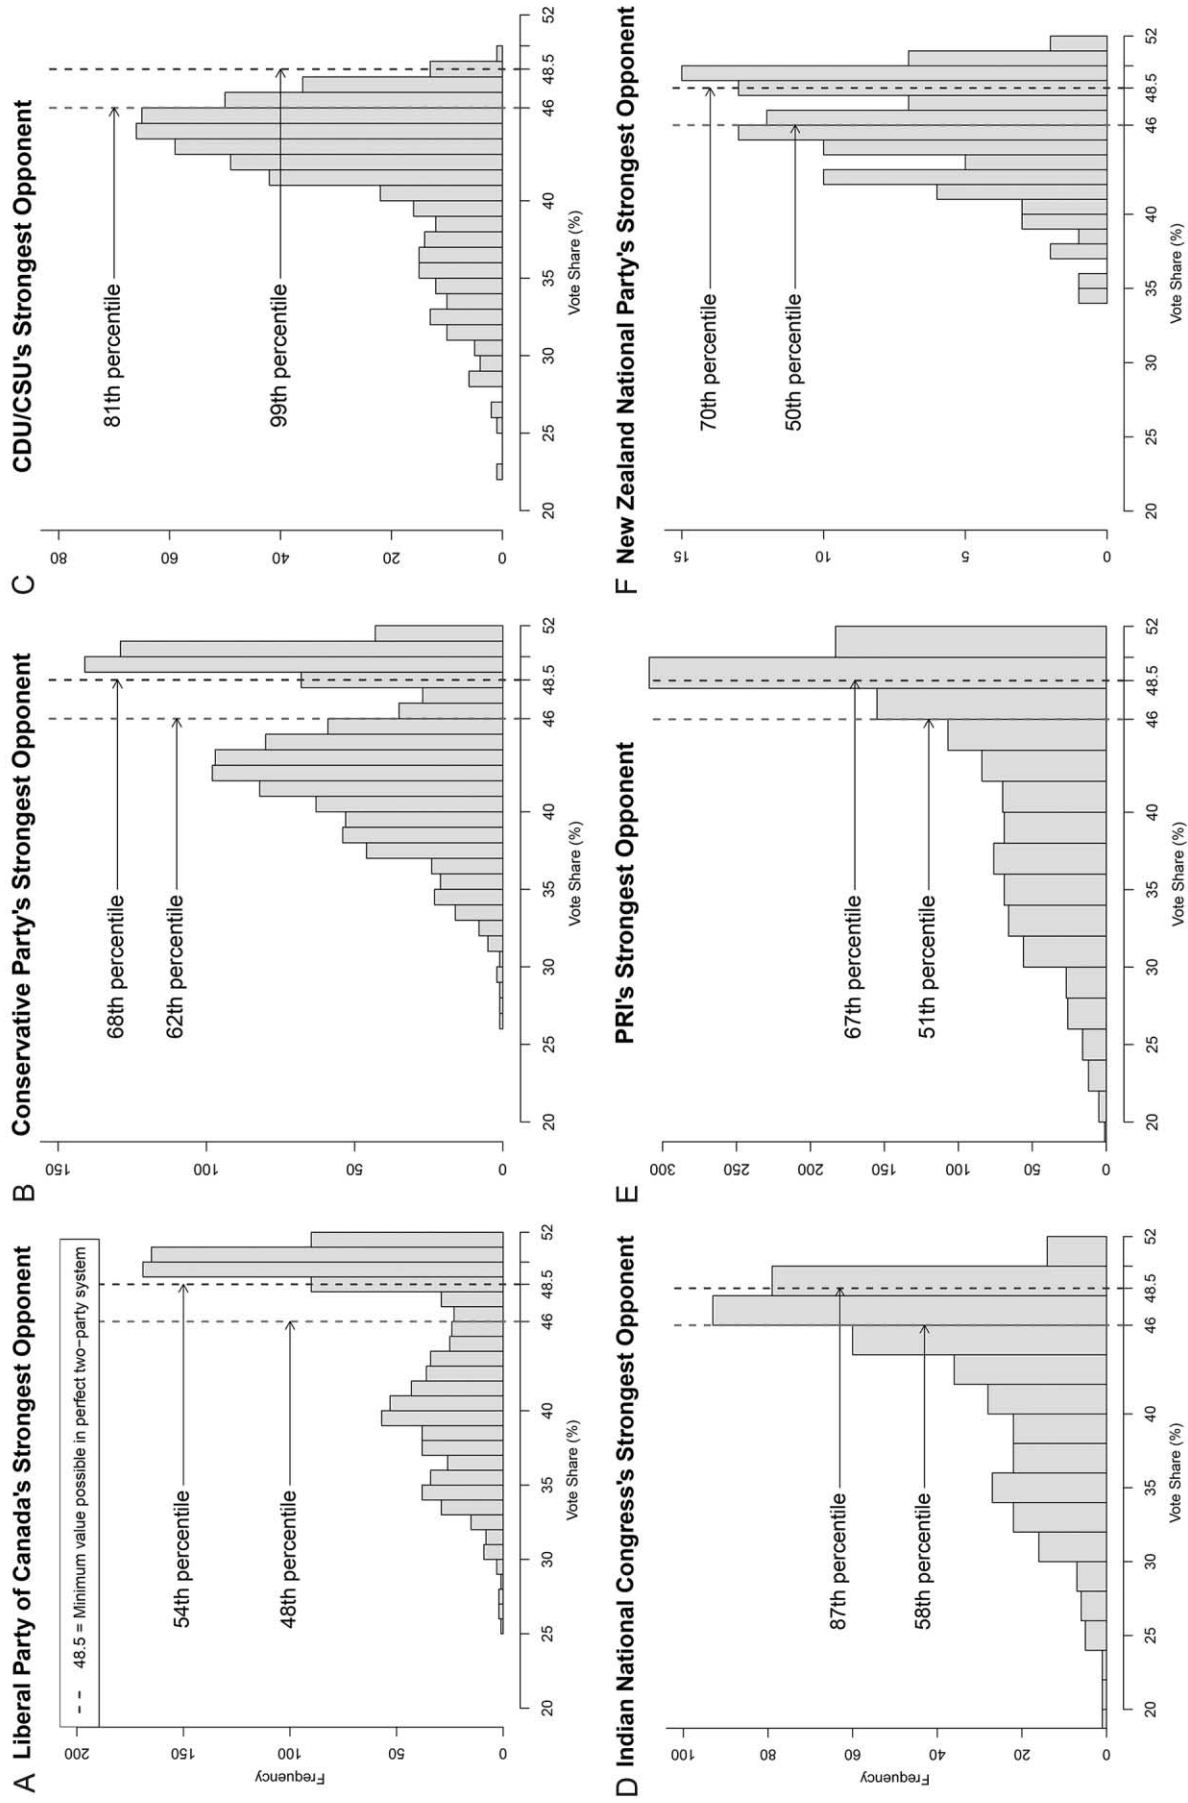 A Liberal Party of Canada's Strongest Opponent
-- 48.5 = Minimum value possible in perfect two-party system
54th percentile
48th percentile
Frequency
0 50 100 150 200
20 25 30 35 40 46 48.5 52
Vote Share (%)
B Conservative Party's Strongest Opponent
68th percentile
62th percentile
0 50 100 150
20 25 30 35 40 46 48.5 52
Vote Share (%)
C CDU/CSU's Strongest Opponent
81th percentile
99th percentile
0 20 40 60 80
20 25 30 35 40 46 48.5 52
Vote Share (%)
D Indian National Congress's Strongest Opponent
87th percentile
58th percentile
Frequency
0 20 40 60 80 100
20 25 30 35 40 46 48.5 52
Vote Share (%)
E PRI's Strongest Opponent
67th percentile
51th percentile
0 50 100 150 200 250 300
20 25 30 35 40 46 48.5 52
Vote Share (%)
F New Zealand National Party's Strongest Opponent
70th percentile
50th percentile
0 5 10 15
20 25 30 35 40 46 48.5 52
Vote Share (%)